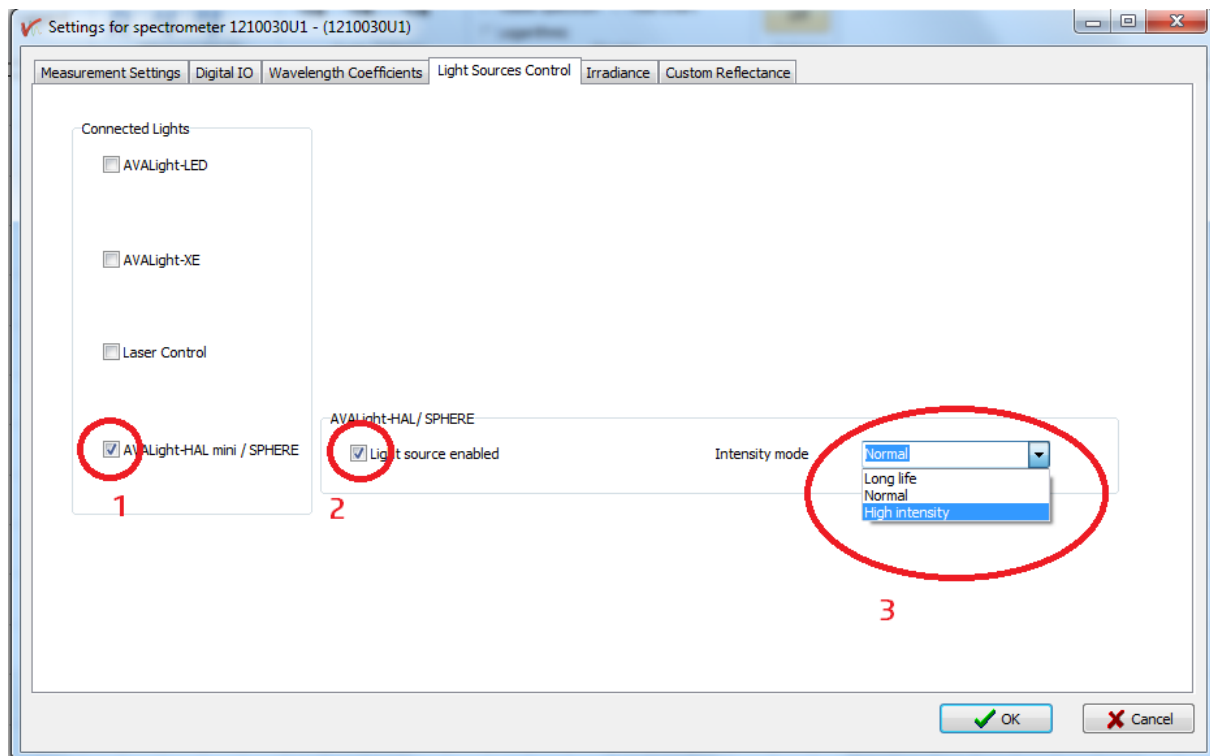 Settings for spectrometer 1210030U1 - (1210030U1)
Measurement Settings Digital IO Wavelength Coefficients Light Sources Control Irradiance Custom Reflectance
Connected Lights
AVALight-LED
AVALight-XE
Laser Control
AVALight-HAL mini / SPHERE
1
AVALight-HAL/ SPHERE
Light source enabled
2
Intensity mode
Normal
Long life
Normal
High intensity
3
OK
Cancel